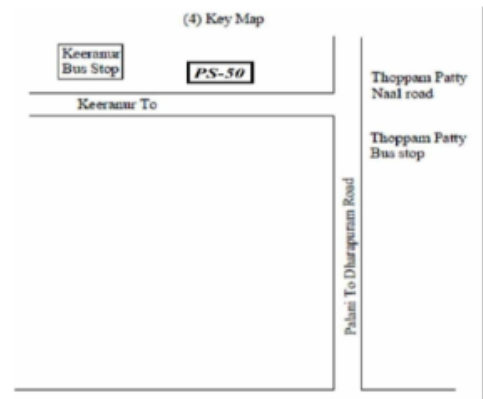 (4) Key Map
Keeranur
Bus Stop
PS-50
Thoppam Patty
Naal road
Keeranur To
Thoppam Patty
Bus stop
Palani To Dharapuram Road